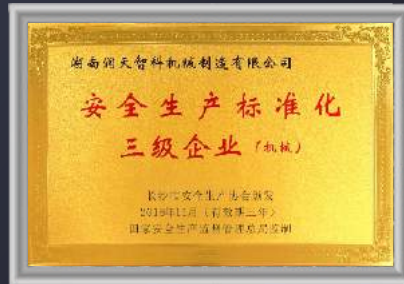 湖南润天智科机械制造有限公司
安全生产标准化
三级企业（机械）
长沙市安全生产协会颁发
2018年11月（有效期三年）
国家安全生产监督管理总局监制